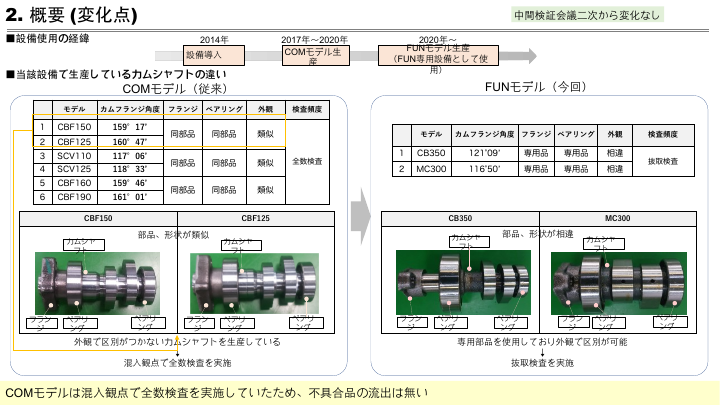 2. 概要 (変化点)
中間検証会議二次から変化なし
■設備使用の経緯
2014年
2017年～2020年
2020年～
設備導入
COMモデル生
産
FUNモデル生産
（FUN専用設備として使
用）
■当該設備で生産しているカムシャフトの違い
COMモデル（従来）
モデル カムフランジ角度 フランジ ベアリング 外観 検査頻度
1 CBF150 159° 17' 同部品 同部品 類似
2 CBF125 160° 47'
3 SCV110 117° 06' 同部品 同部品 類似 全数検査
4 SCV125 118° 33'
5 CBF160 159° 46' 同部品 同部品 類似
6 CBF190 161° 01'
CBF150 CBF125
部品、形状が類似
カムシャ
フト
フラン
ジ
ベアリ
ング
ベアリ
ング
フラン
ジ
ベアリ
ング
ベアリ
ング
外観で区別がつかないカムシャフトを生産している
混入観点で全数検査を実施
FUNモデル（今回）
モデル カムフランジ角度 フランジ ベアリング 外観 検査頻度
1 CB350 121°09' 専用品 専用品 相違 抜取検査
2 MC300 116°50' 専用品 専用品 相違
CB350 MC300
部品、形状が相違
カムシャ
フト
カムシャ
フト
フラン
ジ
ベアリ
ング
ベアリ
ング
フラン
ジ
ベアリ
ング
ベアリ
ング
専用部品を使用しており外観で区別が可能
抜取検査を実施
COMモデルは混入観点で全数検査を実施していたため、不具合品の流出は無い